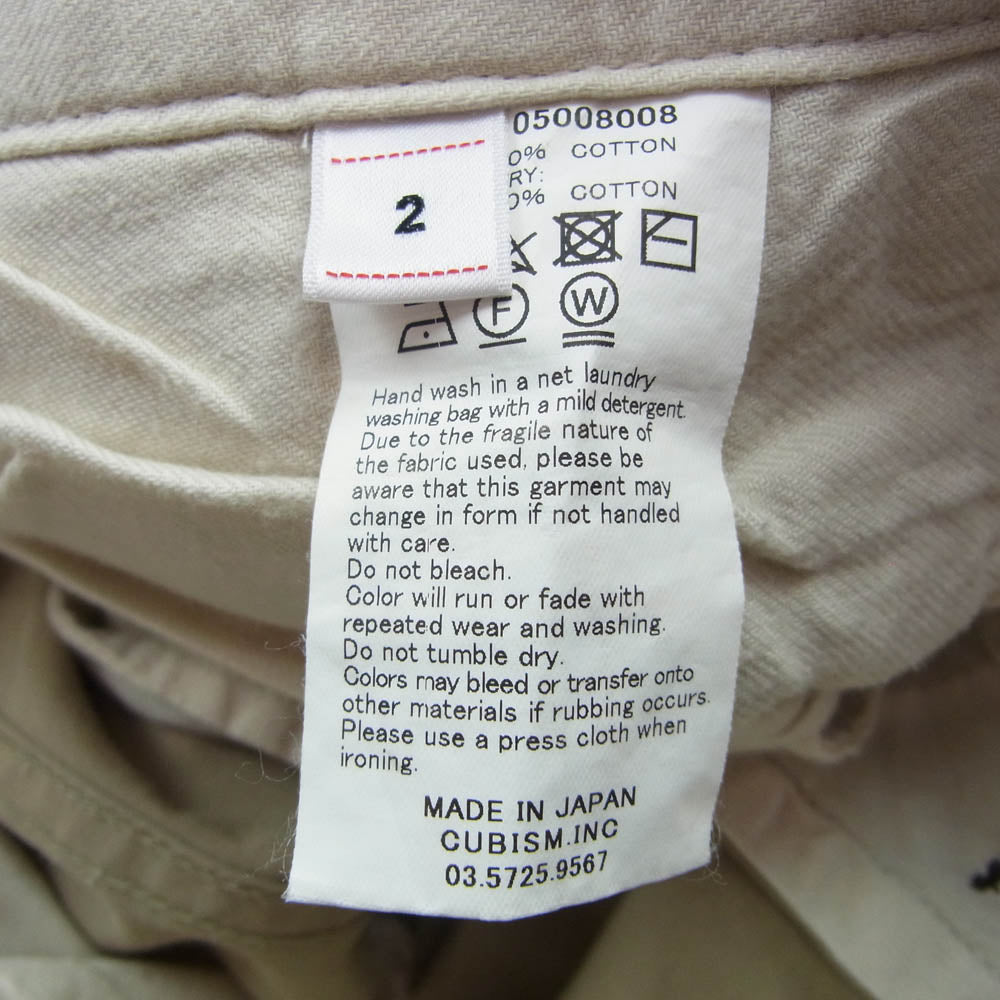 2
05008008
0% COTTON
RY:
0% COTTON
F W
Hand wash in a net laundry
washing bag with a mild detergent.
Due to the fragile nature of
the fabric used, please be
aware that this garment may
change in form if not handled
with care.
Do not bleach.
Color will run or fade with
repeated wear and washing.
Do not tumble dry.
Colors may bleed or transfer onto
other materials if rubbing occurs.
Please use a press cloth when
ironing.
MADE IN JAPAN
CUBISM.INC
03.5725.9567